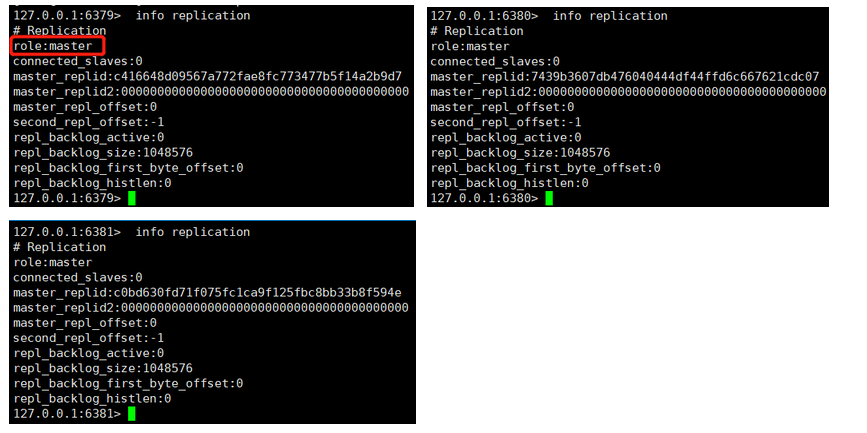 127.0.0.1:6379>  info replication
# Replication
role:master
connected_slaves:0
master_replid:c416648d09567a772fae8fc773477b5f14a2b9d7
master_replid2:0000000000000000000000000000000000000000
master_repl_offset:0
second_repl_offset:-1
repl_backlog_active:0
repl_backlog_size:1048576
repl_backlog_first_byte_offset:0
repl_backlog_histlen:0
127.0.0.1:6379>
127.0.0.1:6380>  info replication
# Replication
role:master
connected_slaves:0
master_replid:7439b3607db476040444df44ffd6c667621cdc07
master_replid2:0000000000000000000000000000000000000000
master_repl_offset:0
second_repl_offset:-1
repl_backlog_active:0
repl_backlog_size:1048576
repl_backlog_first_byte_offset:0
repl_backlog_histlen:0
127.0.0.1:6380>
127.0.0.1:6381>  info replication
# Replication
role:master
connected_slaves:0
master_replid:c0bd630fd71f075fc1ca9f125fbc8bb33b8f594e
master_replid2:0000000000000000000000000000000000000000
master_repl_offset:0
second_repl_offset:-1
repl_backlog_active:0
repl_backlog_size:1048576
repl_backlog_first_byte_offset:0
repl_backlog_histlen:0
127.0.0.1:6381>